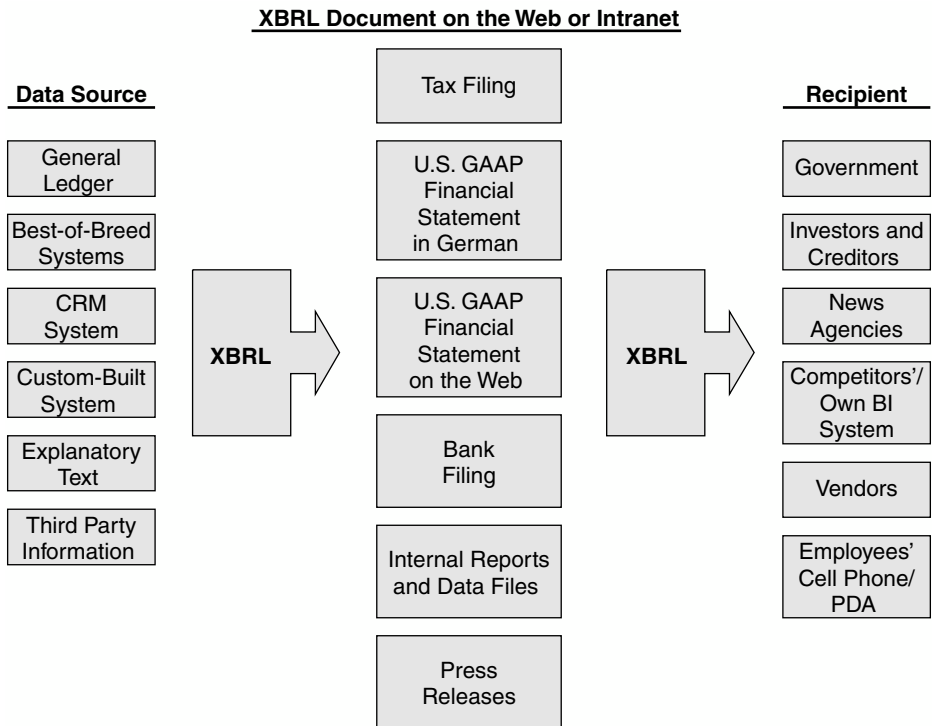 XBRL Document on the Web or Intranet
Data Source
General
Ledger
Best-of-Breed
Systems
CRM
System
Custom-Built
System
Explanatory
Text
Third Party
Information
XBRL
Tax Filing
U.S. GAAP
Financial
Statement
in German
U.S. GAAP
Financial
Statement
on the Web
Bank
Filing
Internal Reports
and Data Files
Press
Releases
XBRL
Recipient
Government
Investors and
Creditors
News
Agencies
Competitors’/
Own BI
System
Vendors
Employees’
Cell Phone/
PDA